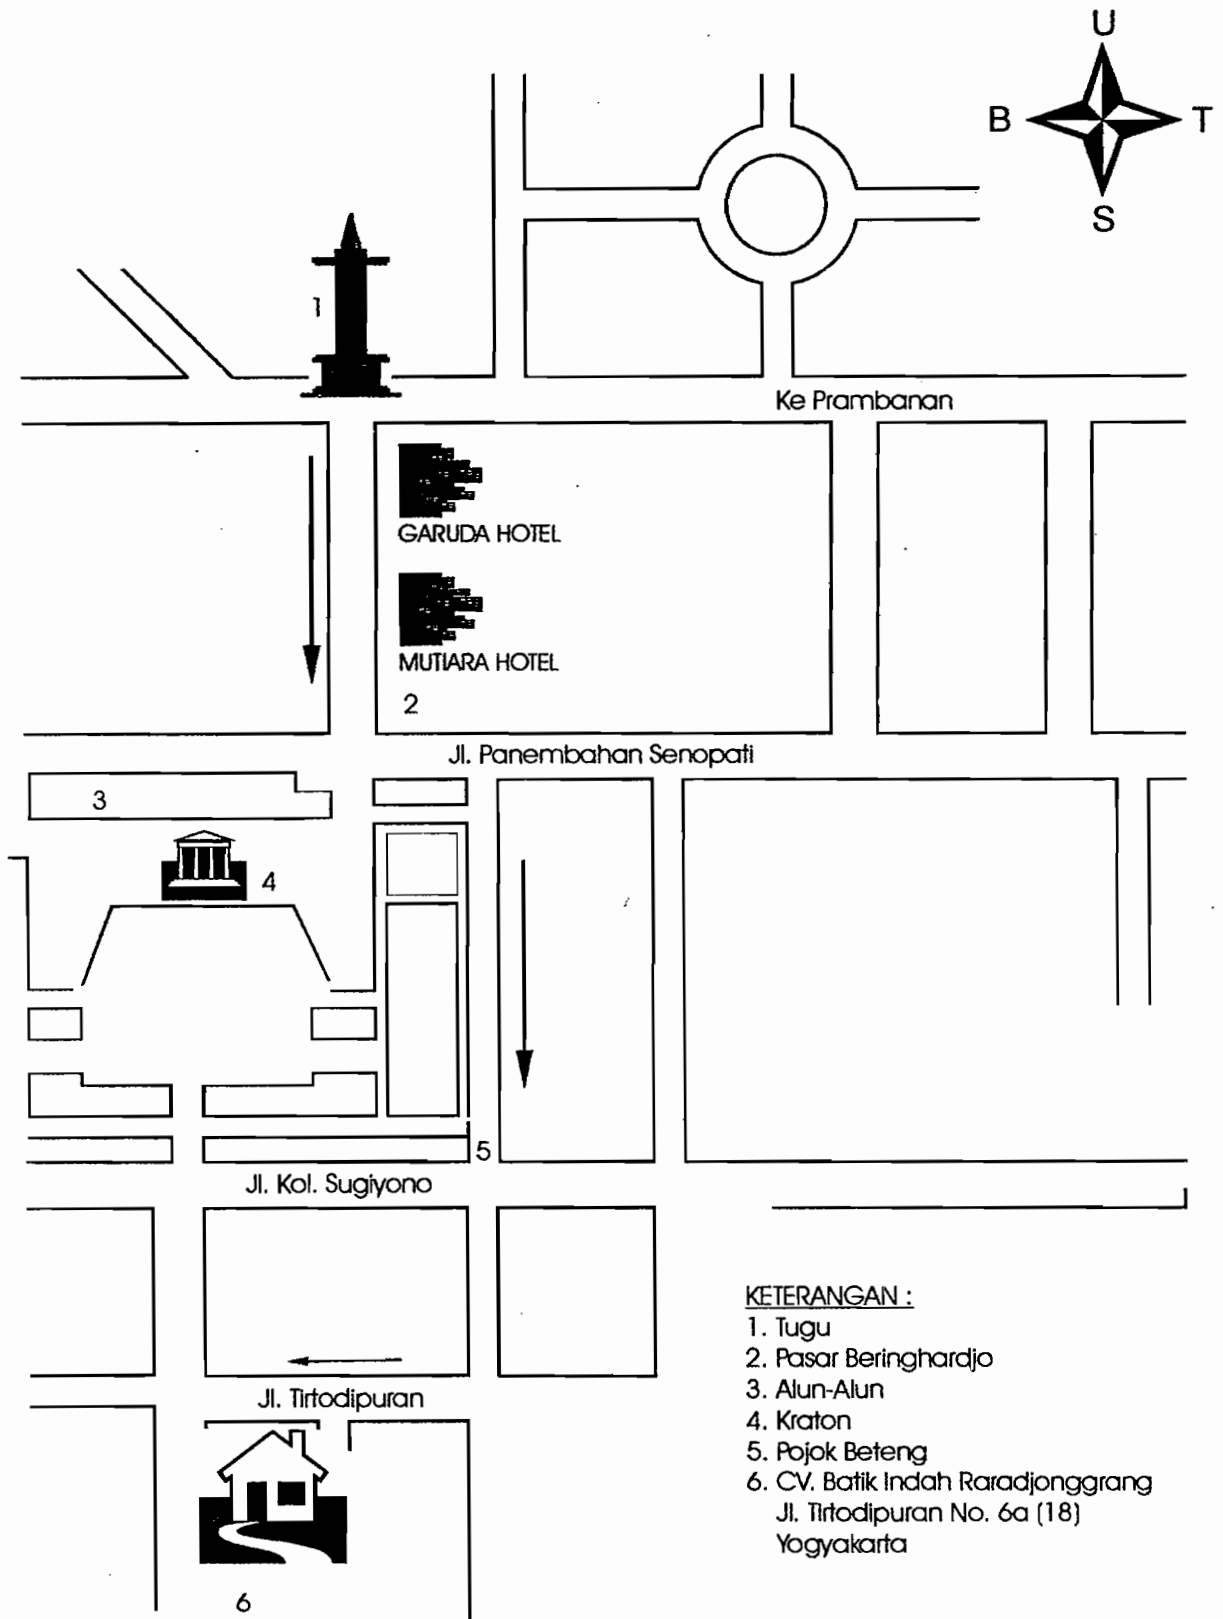 U
B T
S
1
Ke Prambanan
GARUDA HOTEL
MUTIARA HOTEL
2
Jl. Panembahan Senopati
3
4
5
Jl. Kol. Sugiyono
Jl. Tirtodipuran
6
KETERANGAN :
1. Tugu
2. Pasar Beringhardjo
3. Alun-Alun
4. Kraton
5. Pojok Beteng
6. CV. Batik Indah Raradjonggrang
Jl. Tirtodipuran No. 6a (18)
Yogyakarta